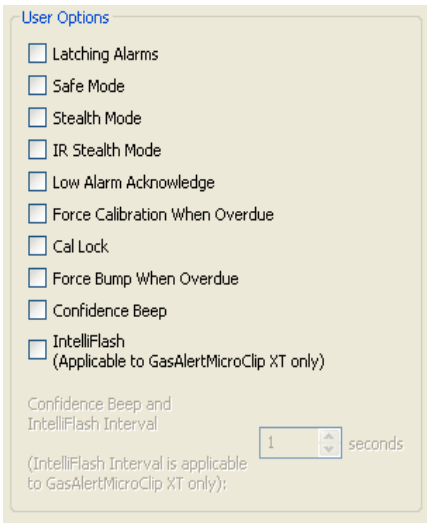 User Options
Latching Alarms
Safe Mode
Stealth Mode
IR Stealth Mode
Low Alarm Acknowledge
Force Calibration When Overdue
Cal Lock
Force Bump When Overdue
Confidence Beep
IntelliFlash
(Applicable to GasAlertMicroClip XT only)
Confidence Beep and
IntelliFlash Interval
1 seconds
(IntelliFlash Interval is applicable
to GasAlertMicroClip XT only):